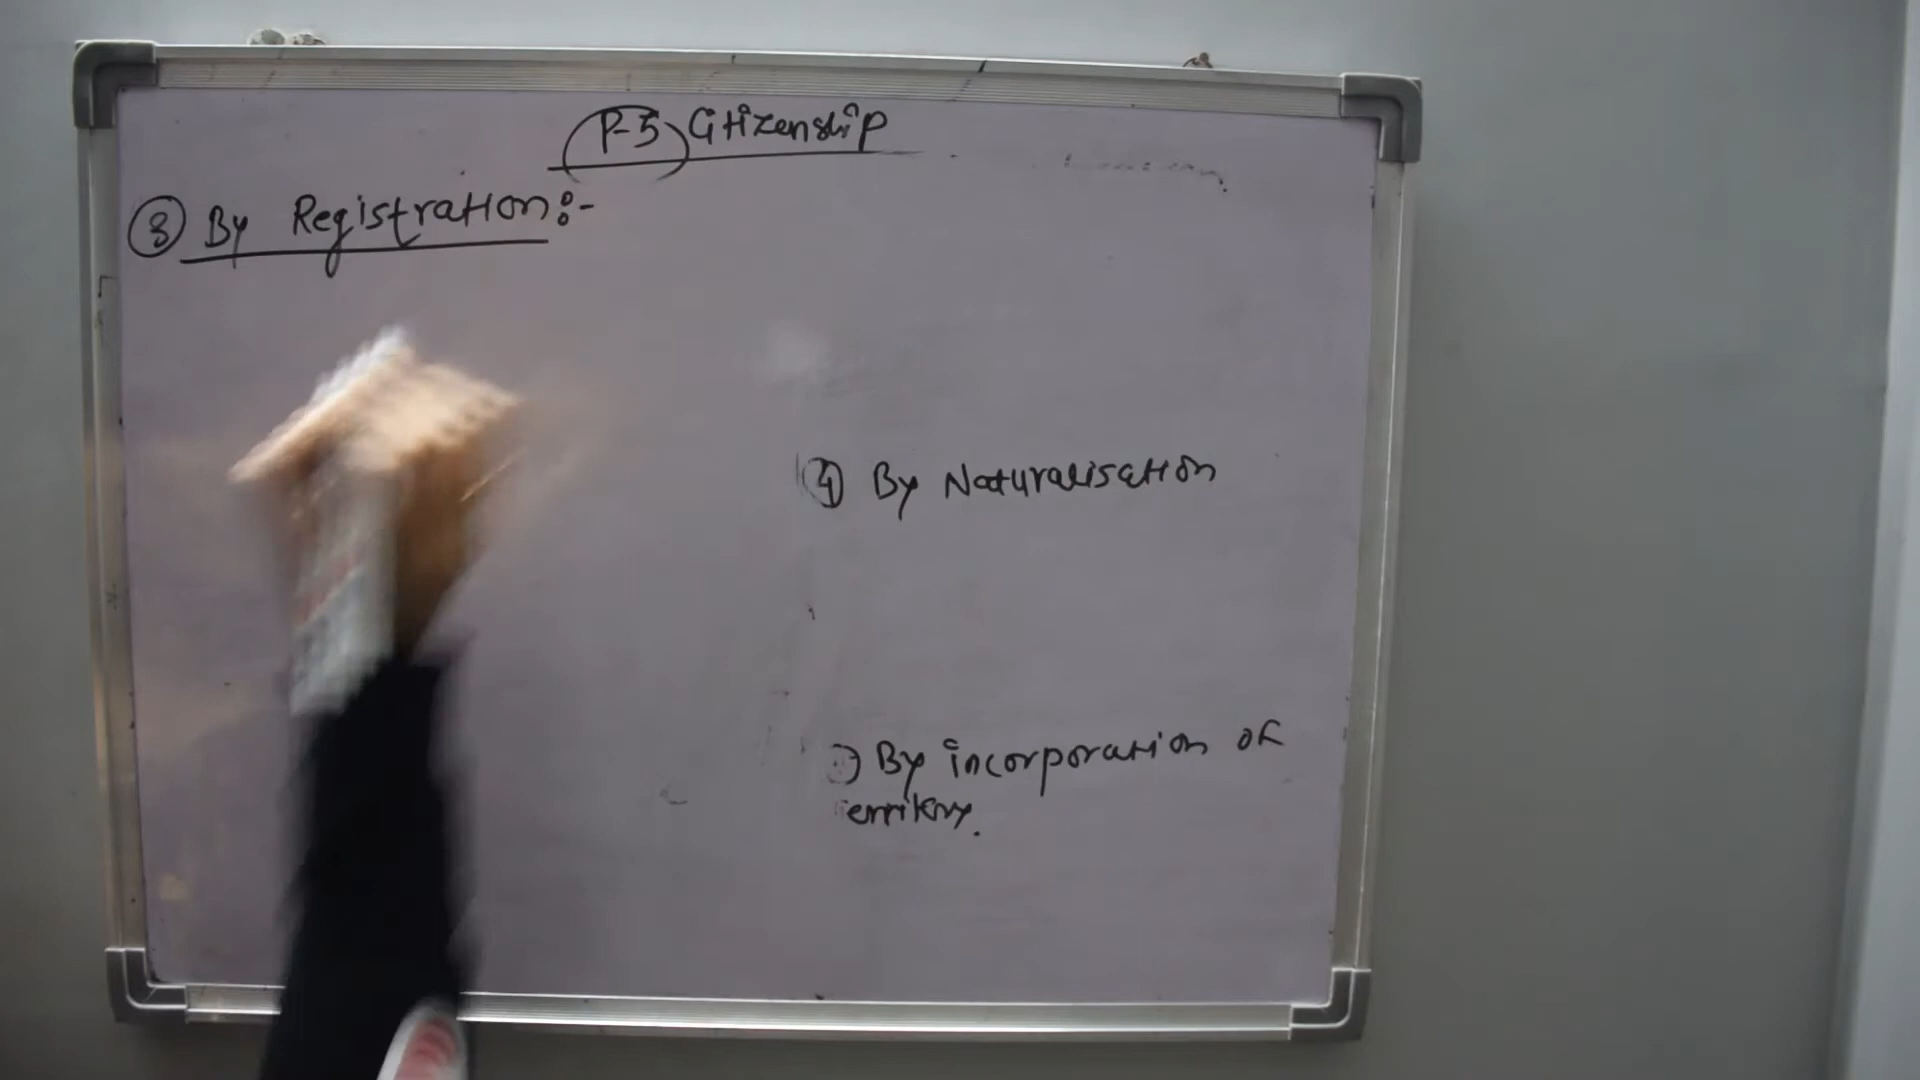 P-5) Citizenship
③ By Registration:-
④ By Naturalisation
) By incorporation of
erritory.